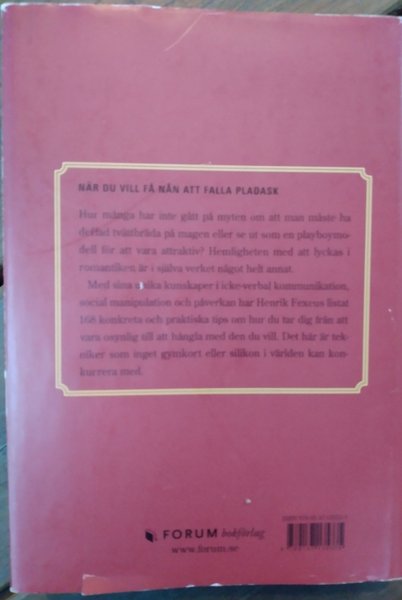 NÄR DU VILL FÅ NÅN ATT FALLA PLADASK
Hur många har inte gått på myten om att man måste ha
duffad tvättbräda på magen eller se ut som en playboymo-
dell för att vara attraktiv? Hemligheten med att lyckas i
romantiken är i själva verket något helt annat.
Med sina unika kunskaper i icke-verbal kommunikation,
social manipulation och påverkan har Henrik Fexeus listat
168 konkreta och praktiska tips om hur du tar dig från att
vara osynlig till att hångla med den du vill. Det här är tek-
niker som inget gymkort eller silikon i världen kan kon-
kurrera med.
FORUM bokförlag
www.forum.se